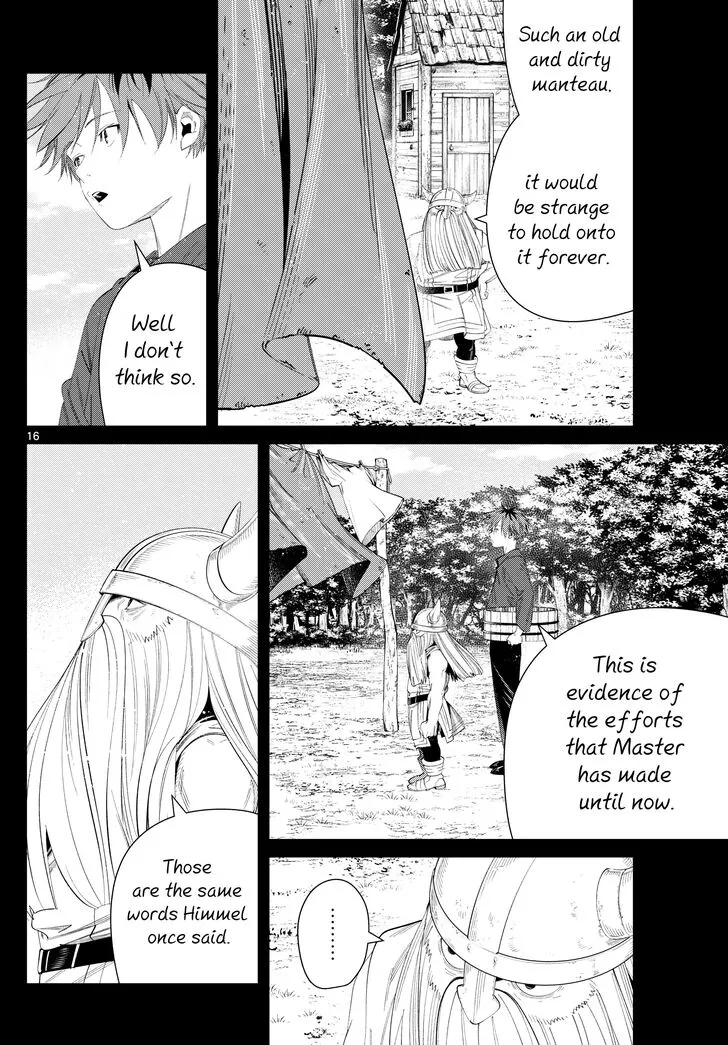 Such an old
and dirty
manteau.
it would
be strange
to hold onto
it forever.
Well
I don't
think so.
16
This is
evidence of
the efforts
that Master
has made
until now.
.........
Those
are the same
words Himmel
once said.